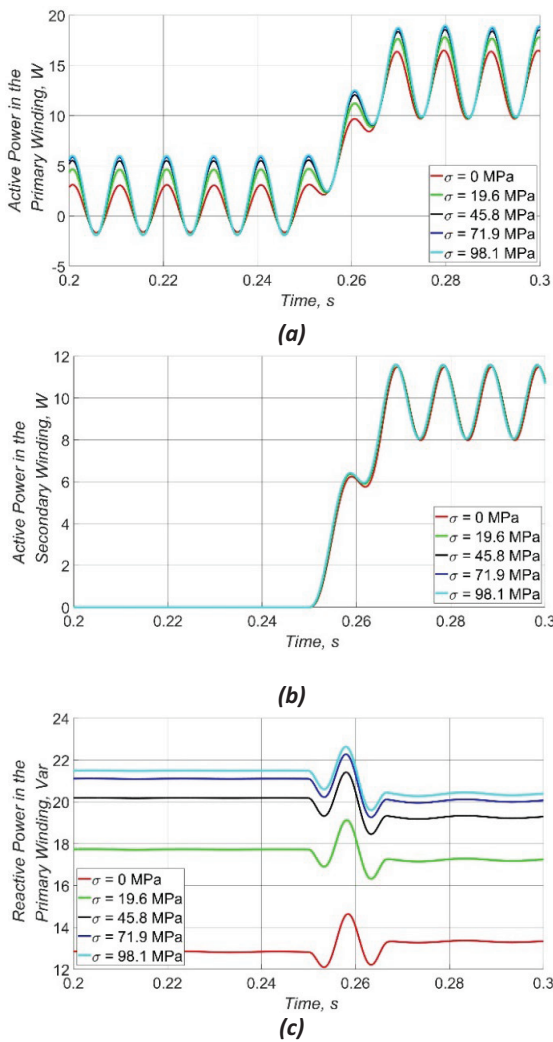 20
15
10
5
0
-5
Active Power in the
Primary Winding, W
σ = 0 MPa
σ = 19.6 MPa
σ = 45.8 MPa
σ = 71.9 MPa
σ = 98.1 MPa
0.2 0.22 0.24 0.26 0.28 0.3
Time, s
(a)
12
10
8
6
4
2
0
Active Power in the
Secondary Winding, W
σ = 0 MPa
σ = 19.6 MPa
σ = 45.8 MPa
σ = 71.9 MPa
σ = 98.1 MPa
0.2 0.22 0.24 0.26 0.28 0.3
Time, s
(b)
24
22
20
18
16
14
12
Reactive Power in the
Primary Winding, Var
σ = 0 MPa
σ = 19.6 MPa
σ = 45.8 MPa
σ = 71.9 MPa
σ = 98.1 MPa
0.2 0.22 0.24 0.26 0.28 0.3
Time, s
(c)